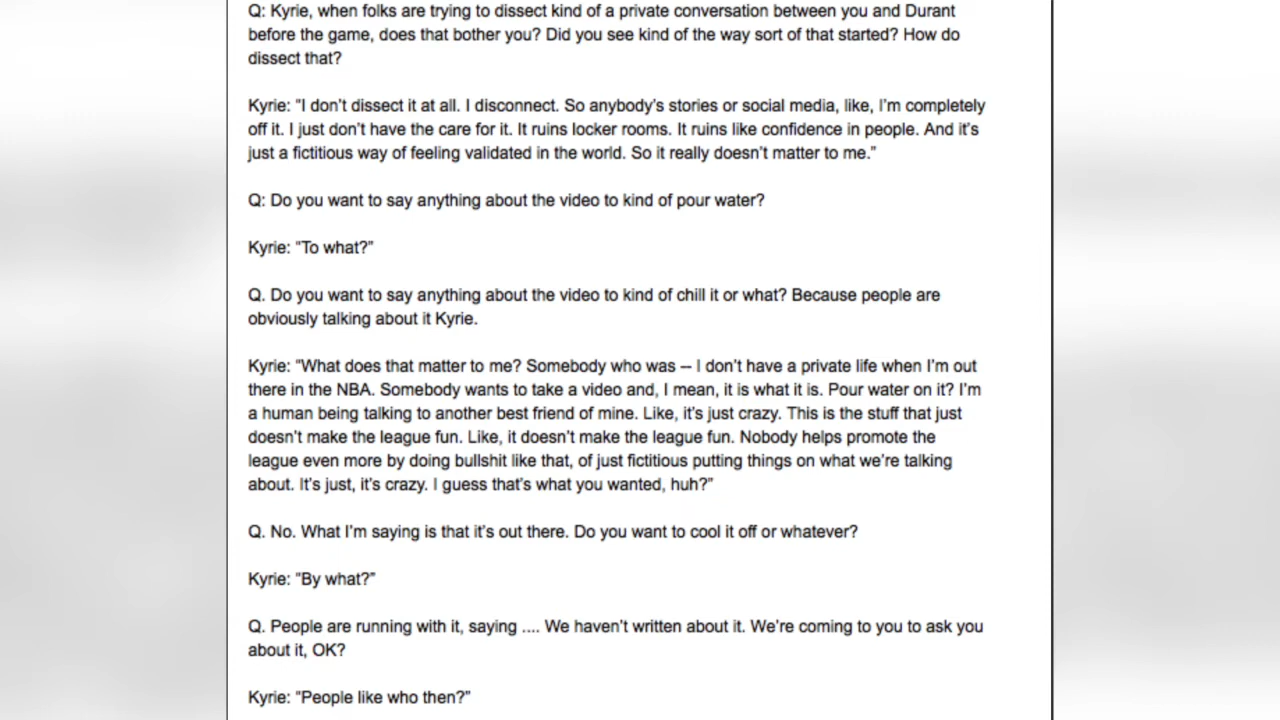 Q: Kyrie, when folks are trying to dissect kind of a private conversation between you and Durant
before the game, does that bother you? Did you see kind of the way sort of that started? How do
dissect that?
Kyrie: “I don’t dissect it at all. I disconnect. So anybody’s stories or social media, like, I’m completely
off it. I just don’t have the care for it. It ruins locker rooms. It ruins like confidence in people. And it’s
just a fictitious way of feeling validated in the world. So it really doesn’t matter to me.”
Q: Do you want to say anything about the video to kind of pour water?
Kyrie: “To what?”
Q. Do you want to say anything about the video to kind of chill it or what? Because people are
obviously talking about it Kyrie.
Kyrie: “What does that matter to me? Somebody who was -- I don’t have a private life when I’m out
there in the NBA. Somebody wants to take a video and, I mean, it is what it is. Pour water on it? I’m
a human being talking to another best friend of mine. Like, it’s just crazy. This is the stuff that just
doesn’t make the league fun. Like, it doesn’t make the league fun. Nobody helps promote the
league even more by doing bullshit like that, of just fictitious putting things on what we’re talking
about. It’s just, it’s crazy. I guess that’s what you wanted, huh?”
Q. No. What I’m saying is that it’s out there. Do you want to cool it off or whatever?
Kyrie: “By what?”
Q. People are running with it, saying .... We haven’t written about it. We’re coming to you to ask you
about it, OK?
Kyrie: “People like who then?”